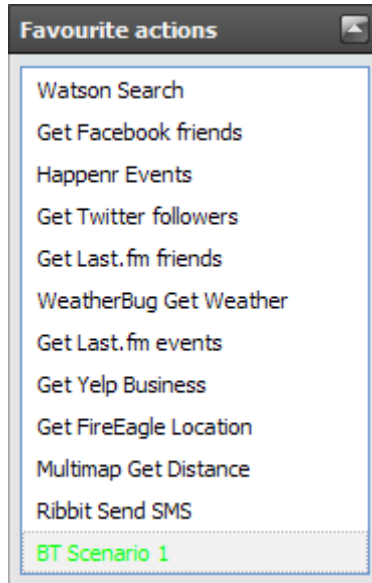 Favourite actions
Watson Search
Get Facebook friends
Happenr Events
Get Twitter followers
Get Last.fm friends
WeatherBug Get Weather
Get Last.fm events
Get Yelp Business
Get FireEagle Location
Multimap Get Distance
Ribbit Send SMS
BT Scenario 1